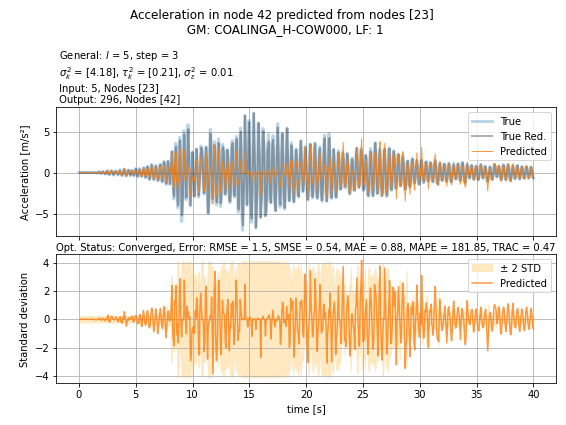 Acceleration in node 42 predicted from nodes [23]
GM: COALINGA_H-COW000, LF: 1
General: l = 5, step = 3
σ²ₖ = [4.18], τ²ₖ = [0.21], σ²ε = 0.01
Input: 5, Nodes [23]
Output: 296, Nodes [42]
Acceleration [m/s²]
5
0
−5
True
True Red.
Predicted
Opt. Status: Converged, Error: RMSE = 1.5, SMSE = 0.54, MAE = 0.88, MAPE = 181.85, TRAC = 0.47
Standard deviation
4
2
0
−2
−4
± 2 STD
Predicted
0 5 10 15 20 25 30 35 40
time [s]